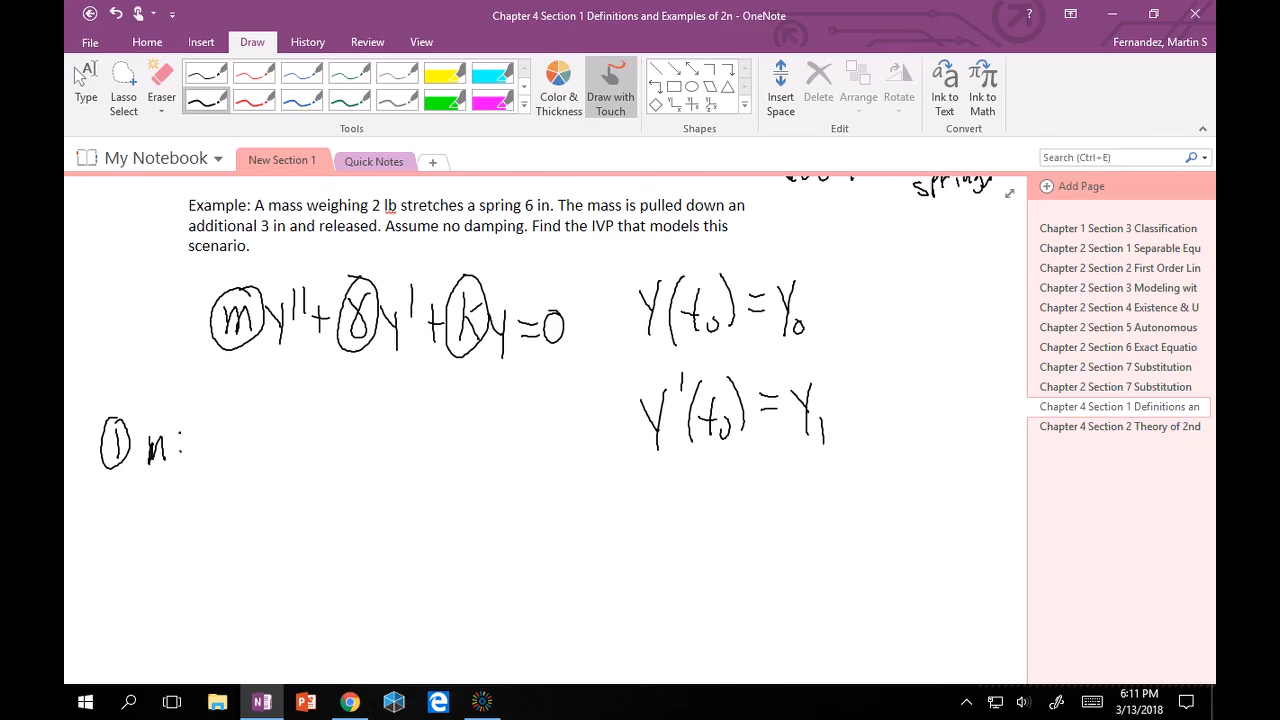 Chapter 4 Section 1 Definitions and Examples of 2n - OneNote
?
File Home Insert Draw History Review View
Fernandez, Martin S
Type
Lasso Select
Eraser
Color & Thickness
Draw with Touch
Insert Space
Delete
Arrange
Rotate
Ink to Text
Ink to Math
Tools
Shapes
Edit
Convert
My Notebook
New Section 1
Quick Notes
+
Search (Ctrl+E)
springs
Add Page
Example: A mass weighing 2 lb stretches a spring 6 in. The mass is pulled down an
additional 3 in and released. Assume no damping. Find the IVP that models this
scenario.
my'' + γy' + ky = 0
y(t₀) = y₀
y'(t₀) = y₁
① m:
Chapter 1 Section 3 Classification
Chapter 2 Section 1 Separable Equ
Chapter 2 Section 2 First Order Lin
Chapter 2 Section 3 Modeling wit
Chapter 2 Section 4 Existence & U
Chapter 2 Section 5 Autonomous
Chapter 2 Section 6 Exact Equatio
Chapter 2 Section 7 Substitution
Chapter 2 Section 7 Substitution
Chapter 4 Section 1 Definitions an
Chapter 4 Section 2 Theory of 2nd
6:11 PM
3/13/2018